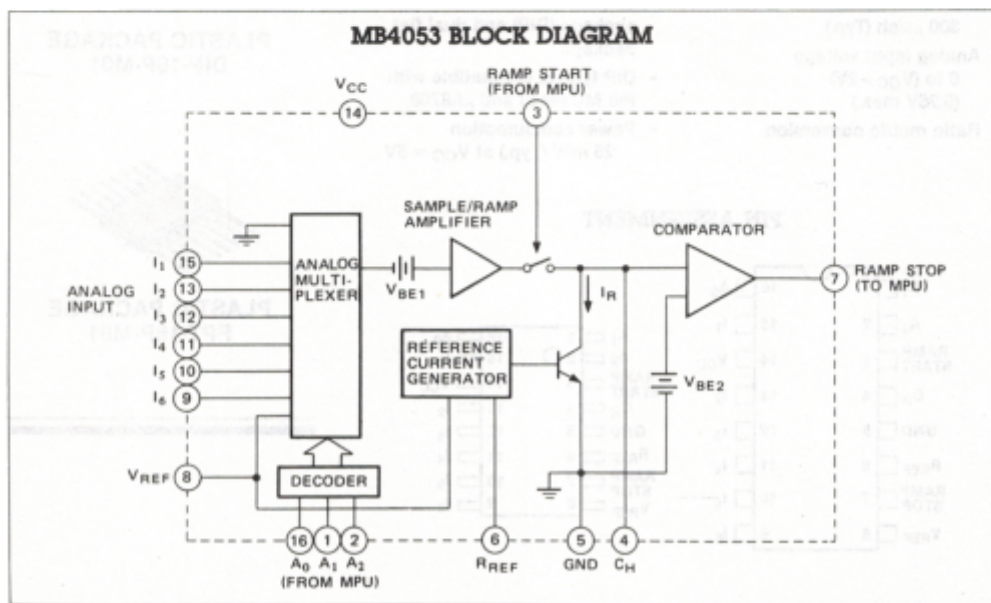 MB4053 BLOCK DIAGRAM
RAMP START
(FROM MPU)
VCC
14
3
SAMPLE/RAMP
AMPLIFIER
COMPARATOR
ANALOG
INPUT
I1 15
I2 13
I3 12
I4 11
I5 10
I6 9
ANALOG
MULTI-
PLEXER
VBE1
IR
7 RAMP STOP
(TO MPU)
REFERENCE
CURRENT
GENERATOR
VBE2
VREF 8
DECODER
16 1 2 6 5 4
A0 A1 A2 RREF GND CH
(FROM MPU)